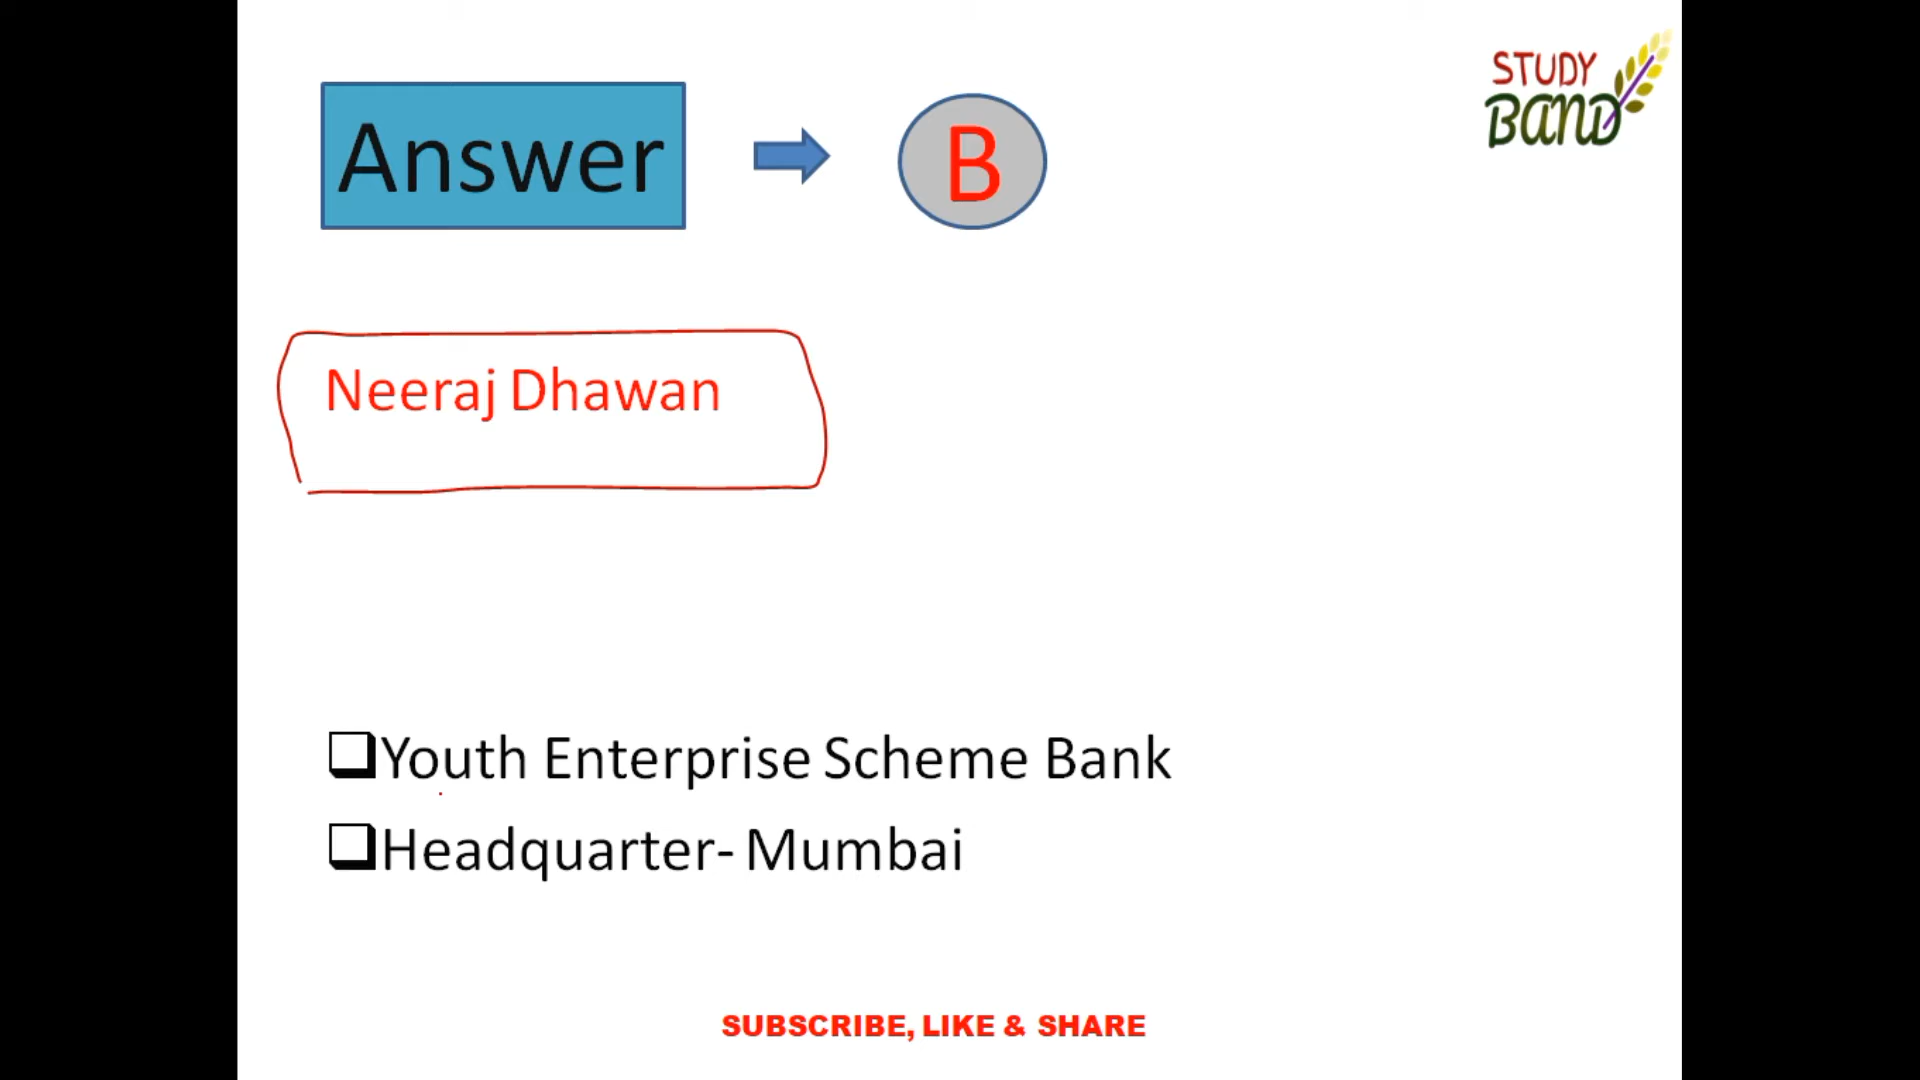 STUDY
BAND
Answer
B
Neeraj Dhawan
Youth Enterprise Scheme Bank
Headquarter- Mumbai
SUBSCRIBE, LIKE & SHARE